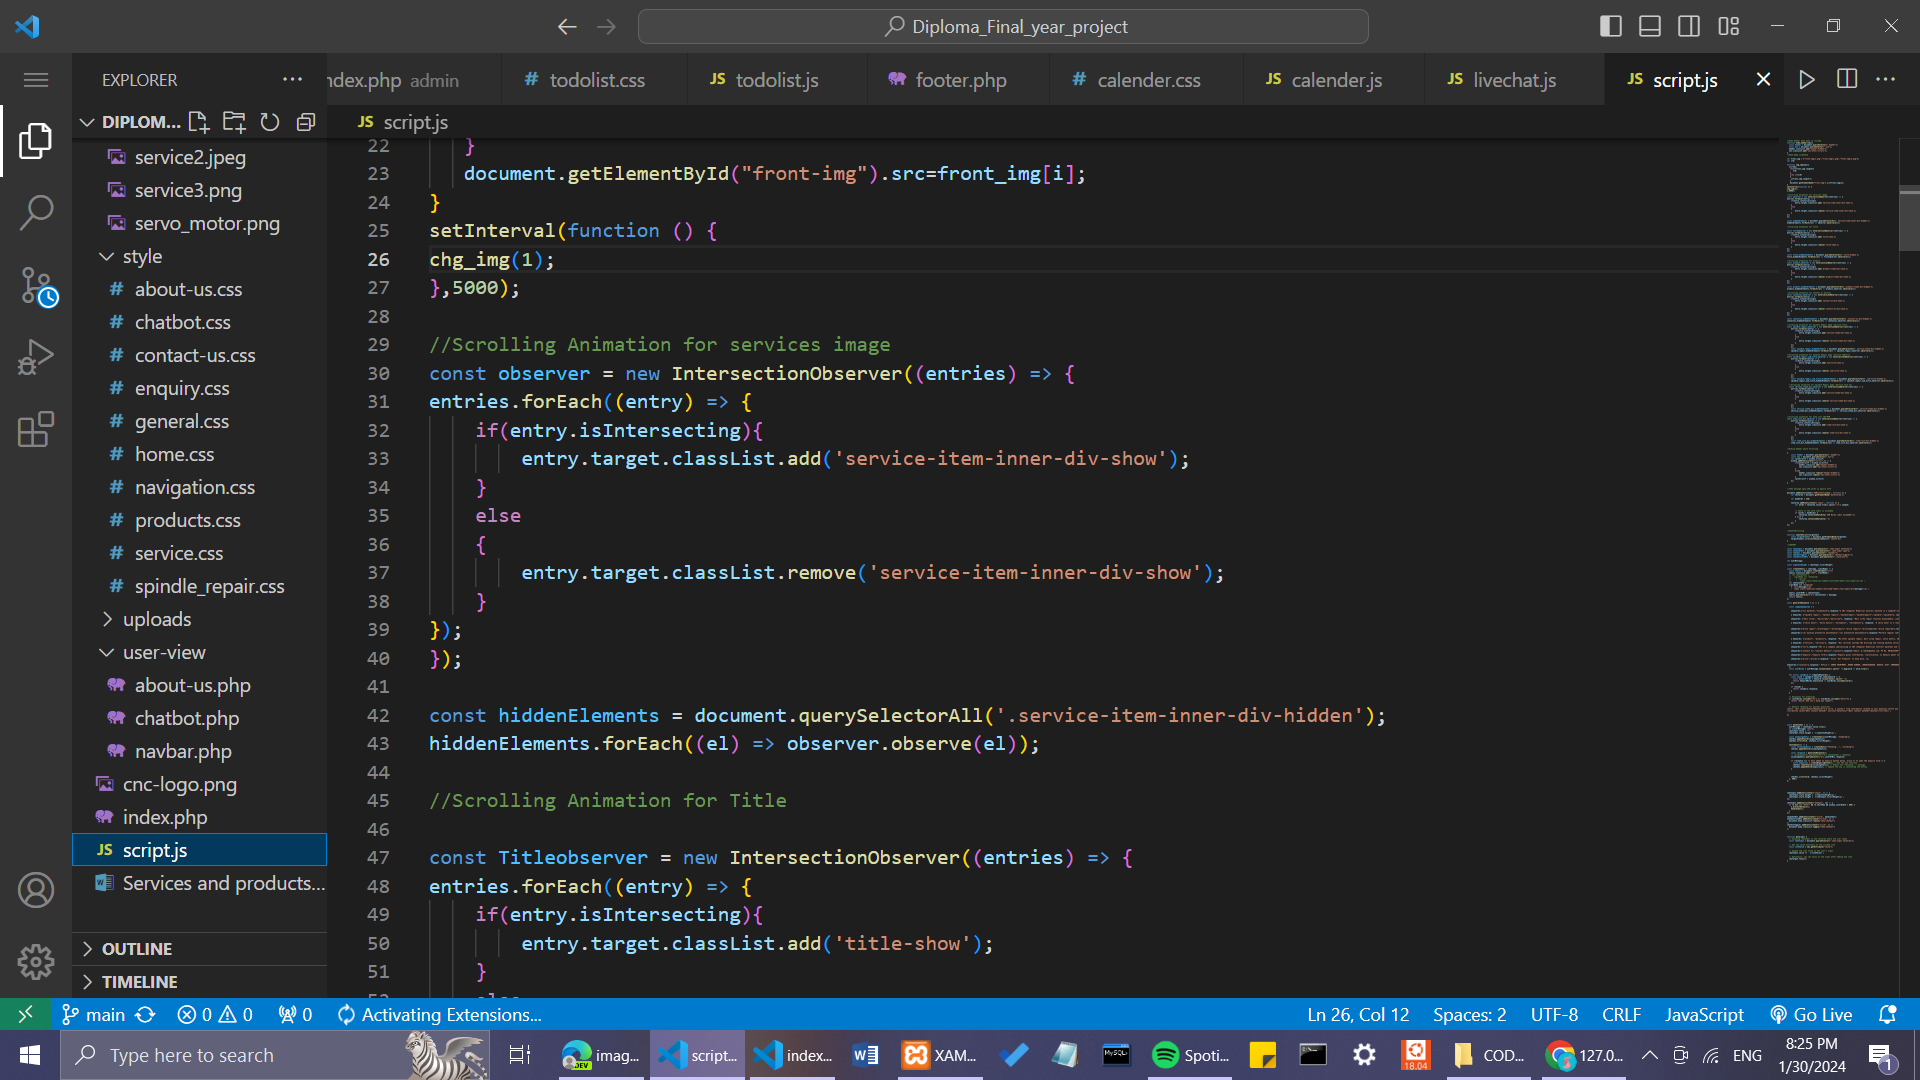 Diploma_Final_year_project
EXPLORER
ndex.php admin
# todolist.css
JS todolist.js
footer.php
# calender.css
JS calender.js
JS livechat.js
JS script.js
DIPLOM...
JS script.js
service2.jpeg
service3.png
servo_motor.png
style
# about-us.css
# chatbot.css
# contact-us.css
# enquiry.css
# general.css
# home.css
# navigation.css
# products.css
# service.css
# spindle_repair.css
uploads
user-view
about-us.php
chatbot.php
navbar.php
cnc-logo.png
index.php
JS script.js
Services and products...
OUTLINE
TIMELINE
22 }
23 document.getElementById("front-img").src=front_img[i];
24 }
25 setInterval(function () {
26 chg_img(1);
27 },5000);
28
29 //Scrolling Animation for services image
30 const observer = new IntersectionObserver((entries) => {
31 entries.forEach((entry) => {
32 if(entry.isIntersecting){
33 entry.target.classList.add('service-item-inner-div-show');
34 }
35 else
36 {
37 entry.target.classList.remove('service-item-inner-div-show');
38 }
39 });
40 });
41
42 const hiddenElements = document.querySelectorAll('.service-item-inner-div-hidden');
43 hiddenElements.forEach((el) => observer.observe(el));
44
45 //Scrolling Animation for Title
46
47 const Titleobserver = new IntersectionObserver((entries) => {
48 entries.forEach((entry) => {
49 if(entry.isIntersecting){
50 entry.target.classList.add('title-show');
51 }
main
0 0
0
Activating Extensions...
Ln 26, Col 12
Spaces: 2
UTF-8
CRLF
JavaScript
Go Live
Type here to search
DEV
imag...
script...
index...
W
XAM...
MySQL
Spoti...
18.04
COD...
127.0...
ENG
8:25 PM
1/30/2024
1